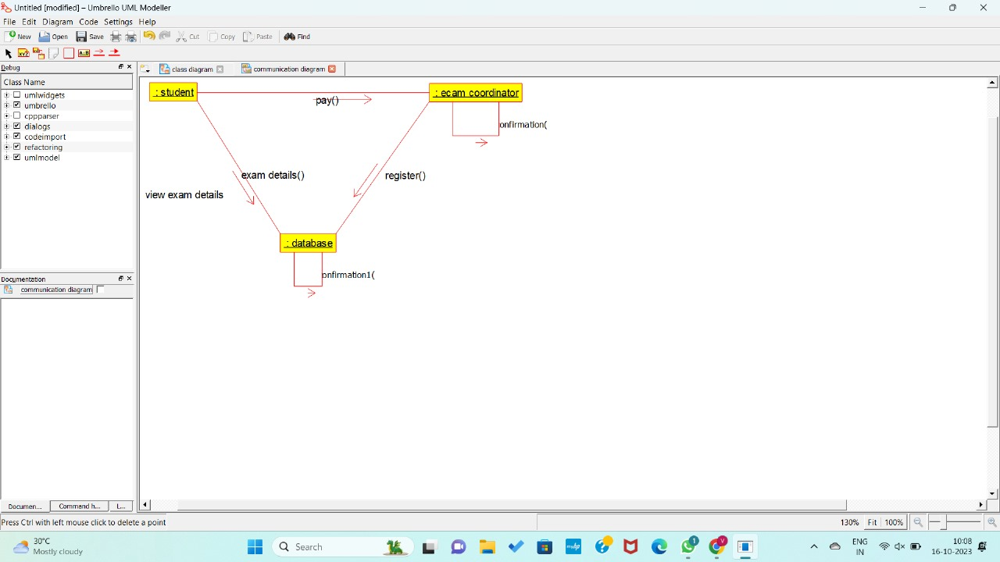 Untitled [modified] – Umbrello UML Modeller
File Edit Diagram Code Settings Help
New Open Save Cut Copy Paste Find
Debug
class diagram communication diagram
Class Name
umlwidgets
umbrello
cppparser
dialogs
codeimport
refactoring
umlmodel
: student
pay()
: ecam coordinator
onfirmation(
exam details()
register()
view exam details
: database
onfirmation1(
Documentation
communication diagram
Documen... Command h... L...
Press Ctrl with left mouse click to delete a point
130% Fit 100%
30°C
Mostly cloudy
Search
myhp
1
V
ENG
IN
10:08
16-10-2023